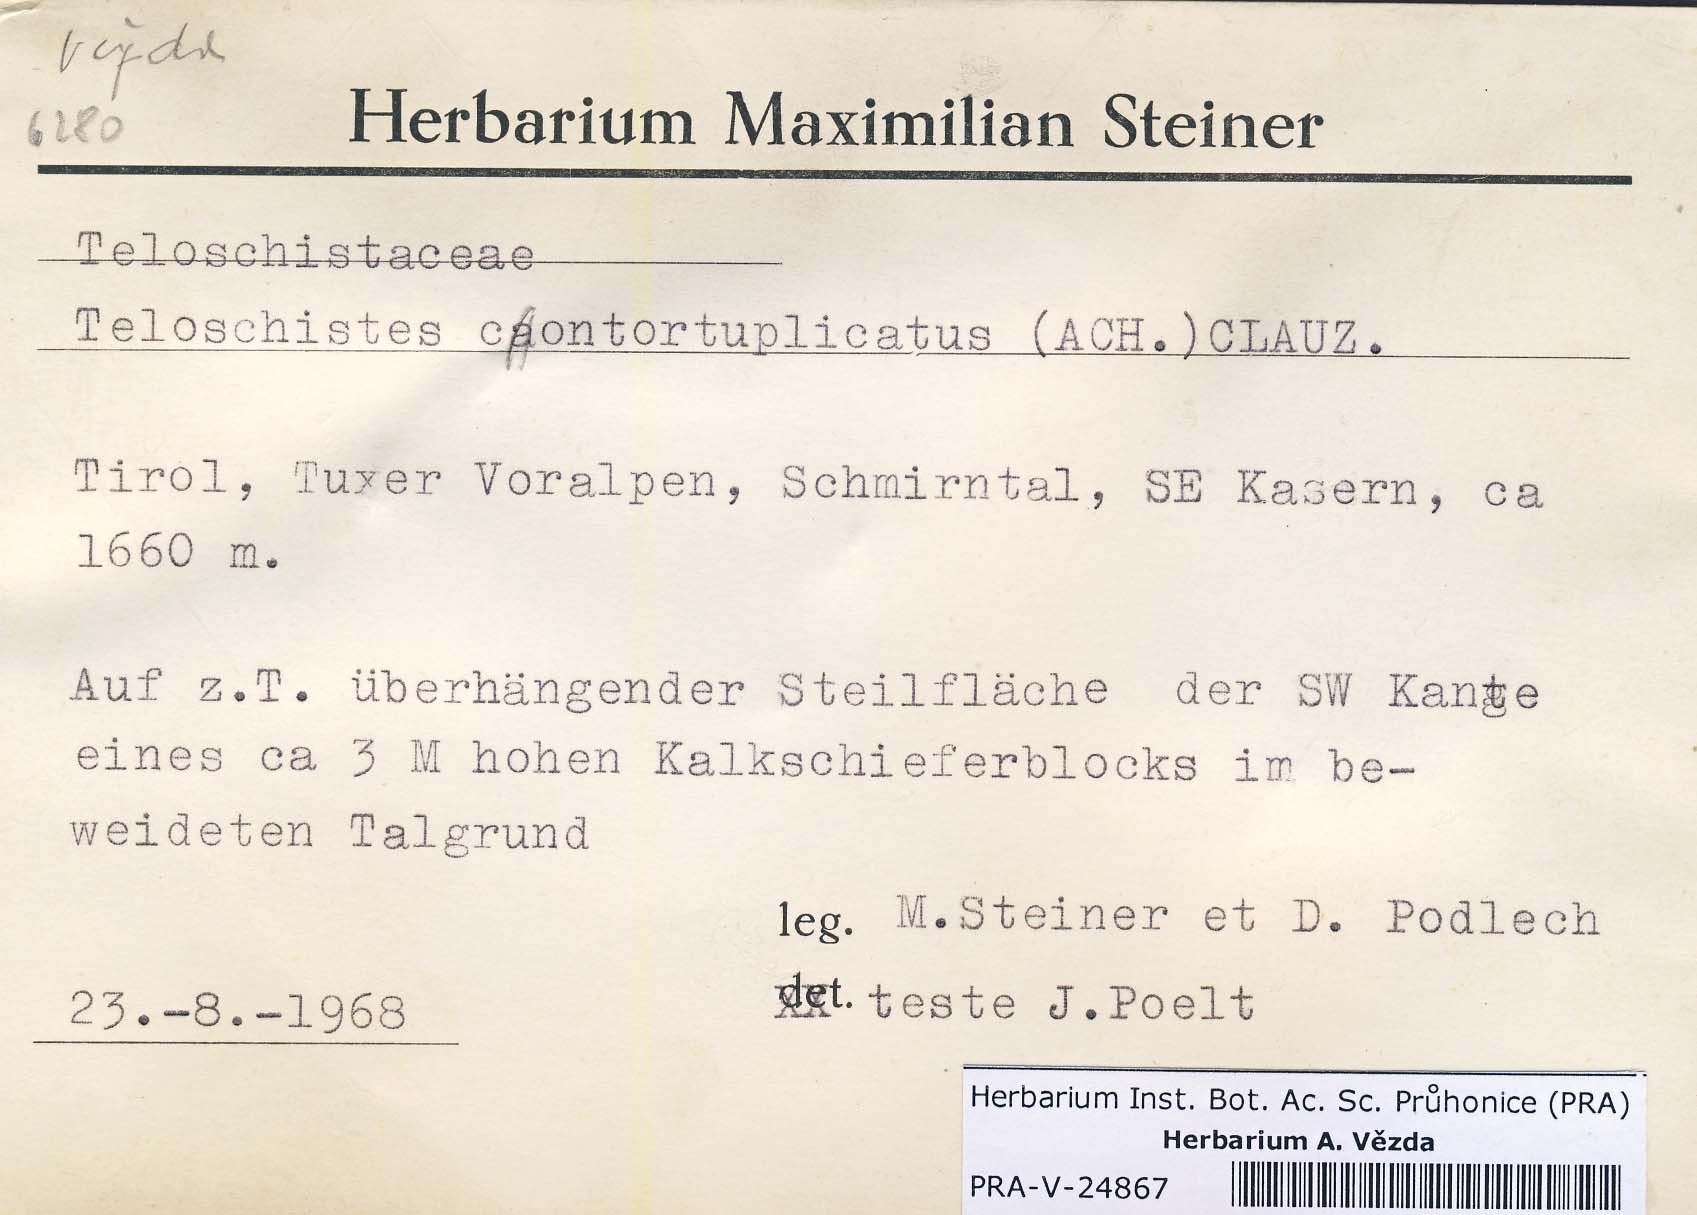 Vězda
6280
Herbarium Maximilian Steiner
Teloschistaceae
Teloschistes contortuplicatus (ACH.)CLAUZ.
Tirol, Tuxer Voralpen, Schmirntal, SE Kasern, ca
1660 m.
Auf z.T. überhängender Steilfläche der SW Kante
eines ca 3 M hohen Kalkschieferblocks im be-
weideten Talgrund
leg. M.Steiner et D. Podlech
det. teste J.Poelt
23.-8.-1968
Herbarium Inst. Bot. Ac. Sc. Průhonice (PRA)
Herbarium A. Vězda
PRA-V-24867